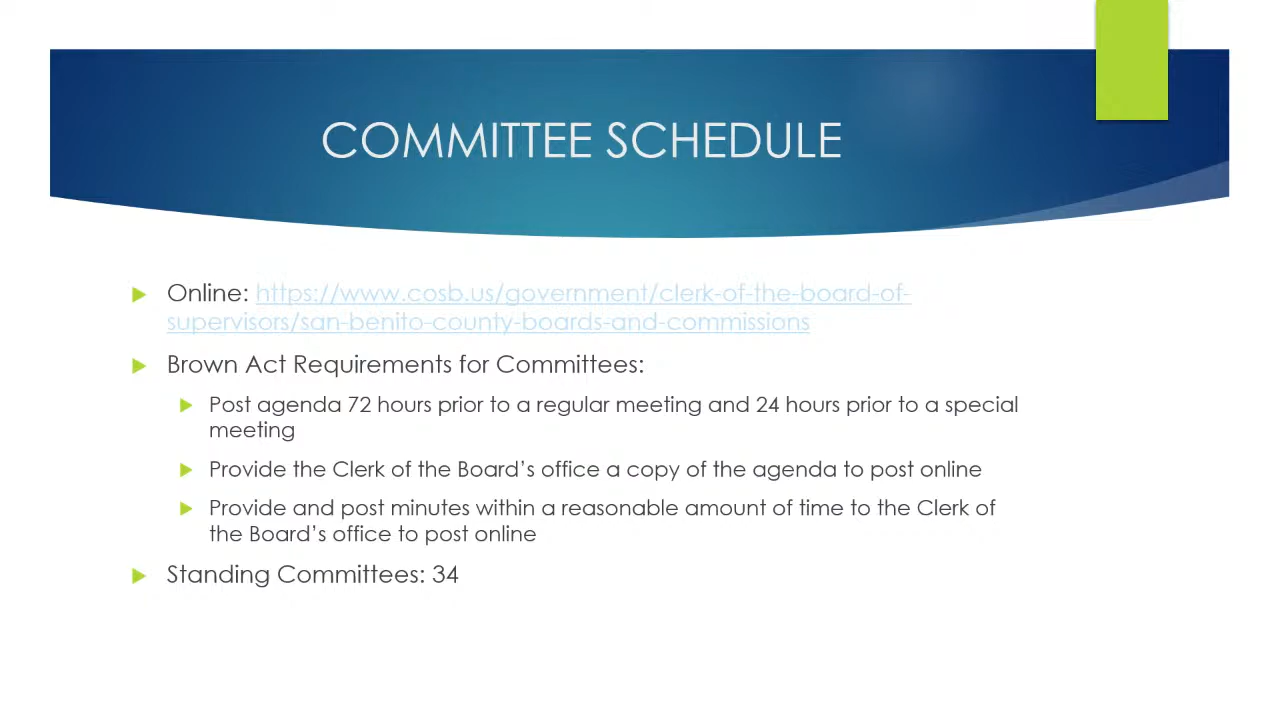 COMMITTEE SCHEDULE
Online: https://www.cosb.us/government/clerk-of-the-board-of-
supervisors/san-benito-county-boards-and-commissions
Brown Act Requirements for Committees:
Post agenda 72 hours prior to a regular meeting and 24 hours prior to a special
meeting
Provide the Clerk of the Board’s office a copy of the agenda to post online
Provide and post minutes within a reasonable amount of time to the Clerk of
the Board’s office to post online
Standing Committees: 34